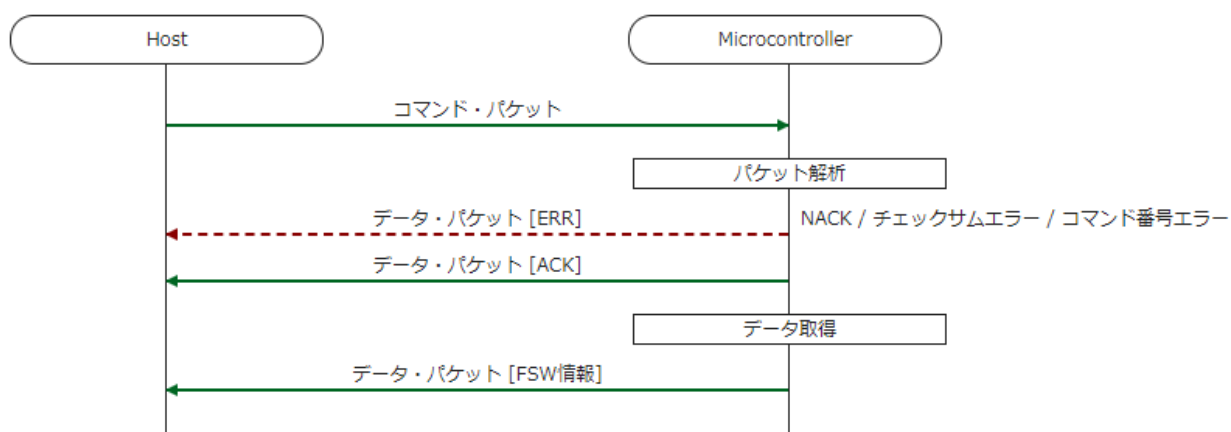 Host
Microcontroller
コマンド・パケット
パケット解析
データ・パケット [ERR]
NACK / チェックサムエラー / コマンド番号エラー
データ・パケット [ACK]
データ取得
データ・パケット [FSW情報]